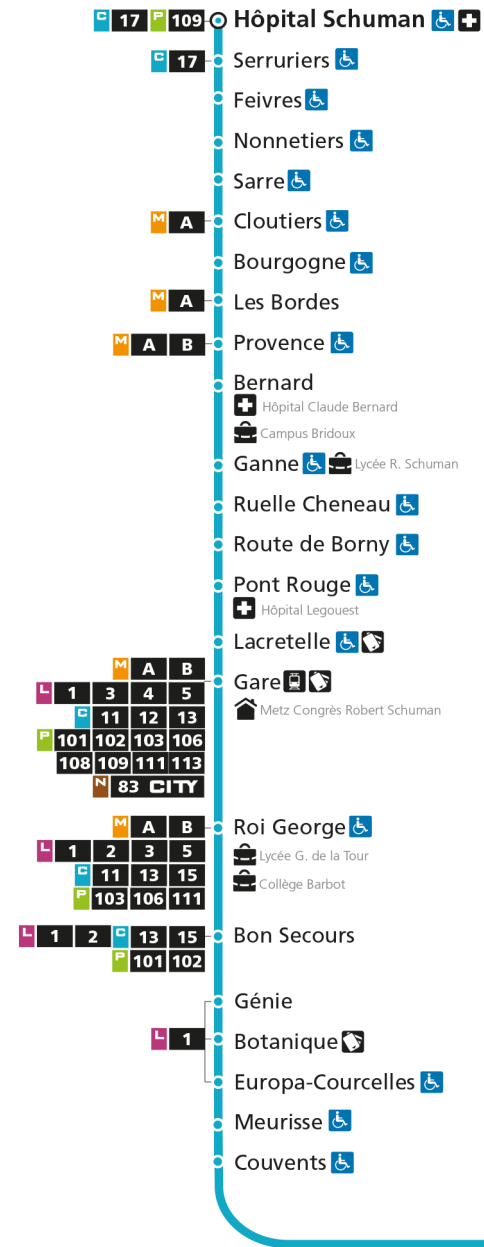 C 17 P 109 Hôpital Schuman
C 17 Serruriers
Feivres
Nonnetiers
Sarre
M A Cloutiers
Bourgogne
M A Les Bordes
M A B Provence
Bernard
Hôpital Claude Bernard
Campus Bridoux
Ganne Lycée R. Schuman
Ruelle Cheneau
Route de Borny
Pont Rouge
Hôpital Legouest
Lacretelle
M A B
L 1 3 4 5
C 11 12 13
P 101 102 103 106
108 109 111 113
N 83 CITY
Gare
Metz Congrès Robert Schuman
M A B
L 1 2 3 5
C 11 13 15
P 103 106 111
Roi George
Lycée G. de la Tour
Collège Barbot
L 1 2 C 13 15
P 101 102
Bon Secours
Génie
L 1 Botanique
Europa-Courcelles
Meurisse
Couvents